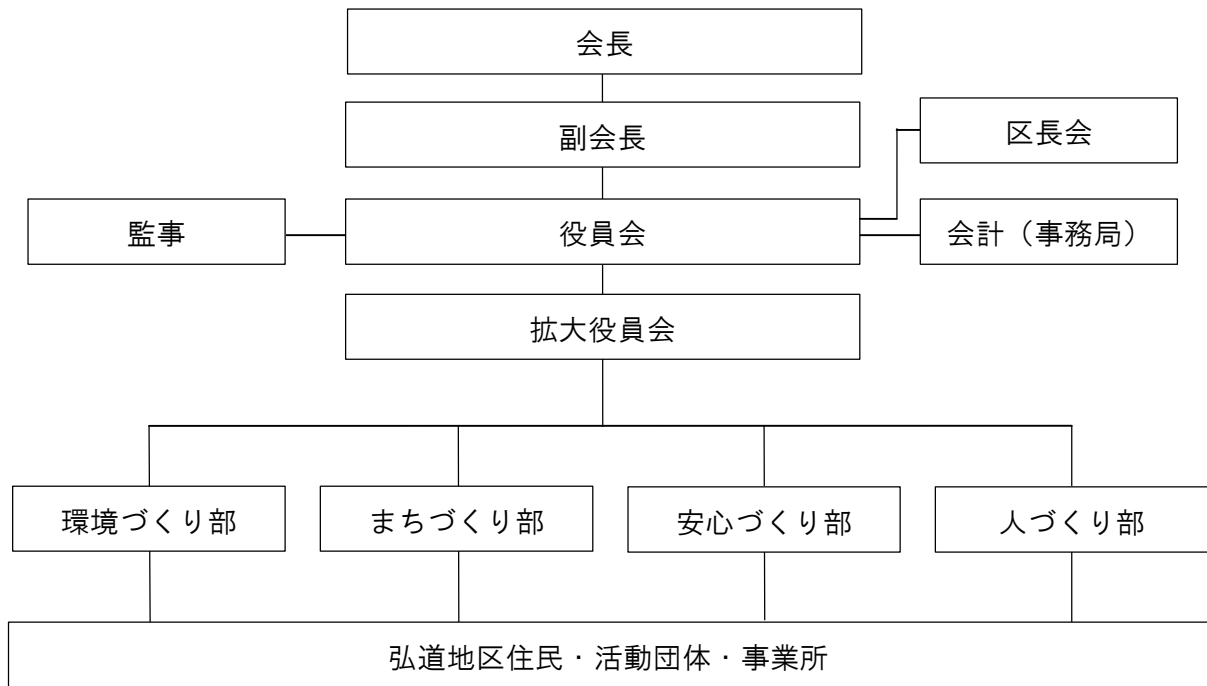 会長
副会長
区長会
監事
役員会
会計（事務局）
拡大役員会
環境づくり部
まちづくり部
安心づくり部
人づくり部
弘道地区住民・活動団体・事業所